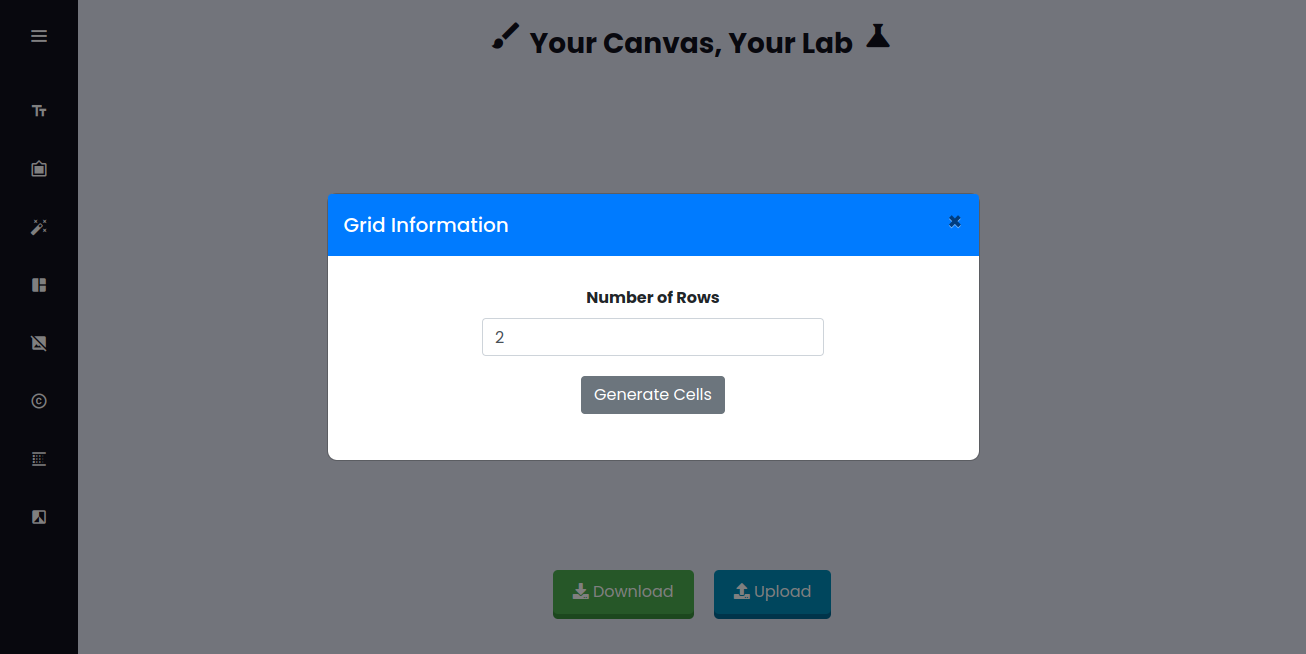 Your Canvas, Your Lab
Grid Information
Number of Rows
2
Generate Cells
Download
Upload